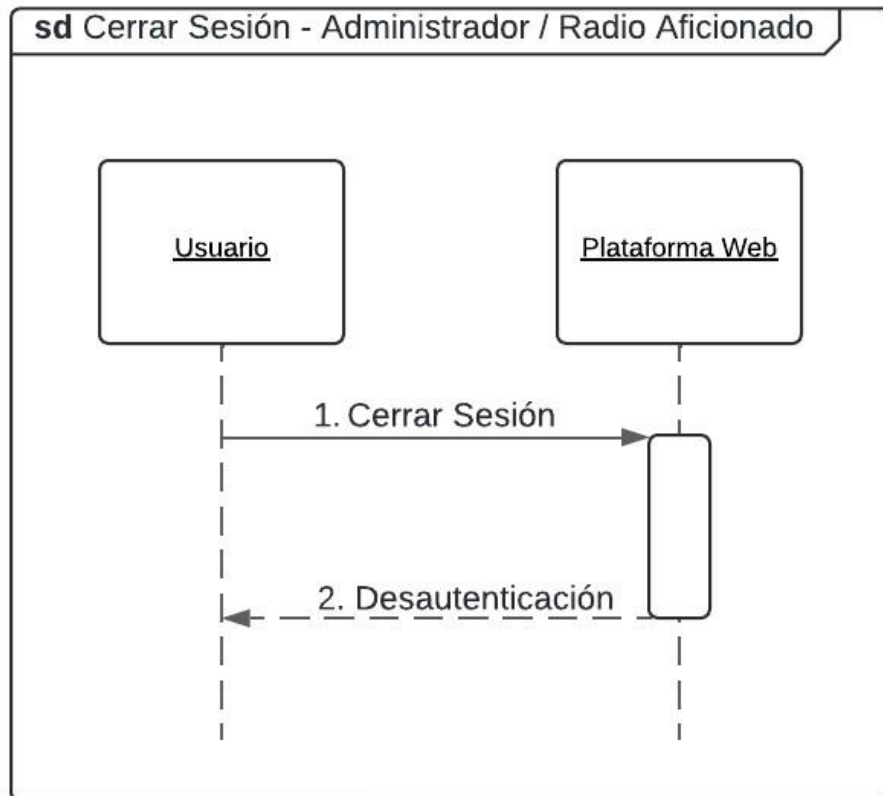 sd Cerrar Sesión - Administrador / Radio Aficionado
Usuario
Plataforma Web
1. Cerrar Sesión
2. Desautenticación